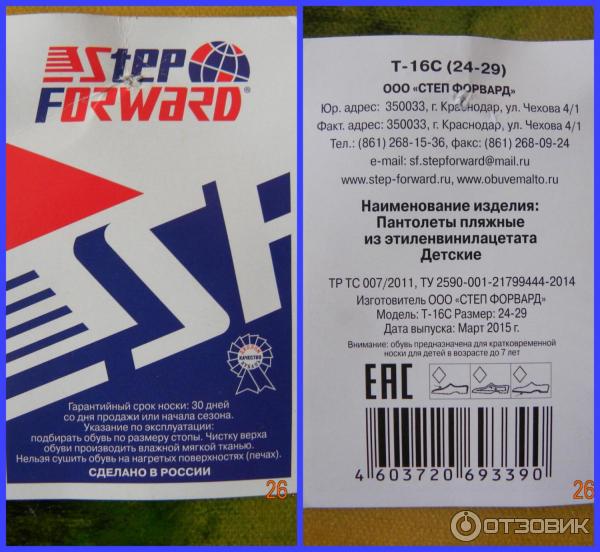 Step
FORWARD®
SF
КАЧЕСТВО
Гарантийный срок носки: 30 дней
со дня продажи или начала сезона.
Указание по эксплуатации:
подбирать обувь по размеру стопы. Чистку верха
обуви производить влажной мягкой тканью.
Нельзя сушить обувь на нагретых поверхностях (печах).
СДЕЛАНО В РОССИИ
26
Т-16С (24-29)
ООО «СТЕП ФОРВАРД»
Юр. адрес: 350033, г. Краснодар, ул. Чехова 4/1
Факт. адрес: 350033, г. Краснодар, ул. Чехова 4/1
Тел.: (861) 268-15-36, факс: (861) 268-09-24
e-mail: sf.stepforward@mail.ru
www.step-forward.ru, www.obuvemalto.ru
Наименование изделия:
Пантолеты пляжные
из этиленвинилацетата
Детские
ТР ТС 007/2011, ТУ 2590-001-21799444-2014
Изготовитель ООО «СТЕП ФОРВАРД»
Модель: Т-16С Размер: 24-29
Дата выпуска: Март 2015 г.
Внимание: обувь предназначена для кратковременной
носки для детей в возрасте до 7 лет
EAC
4 603720 693390
26
ОТЗОВИК